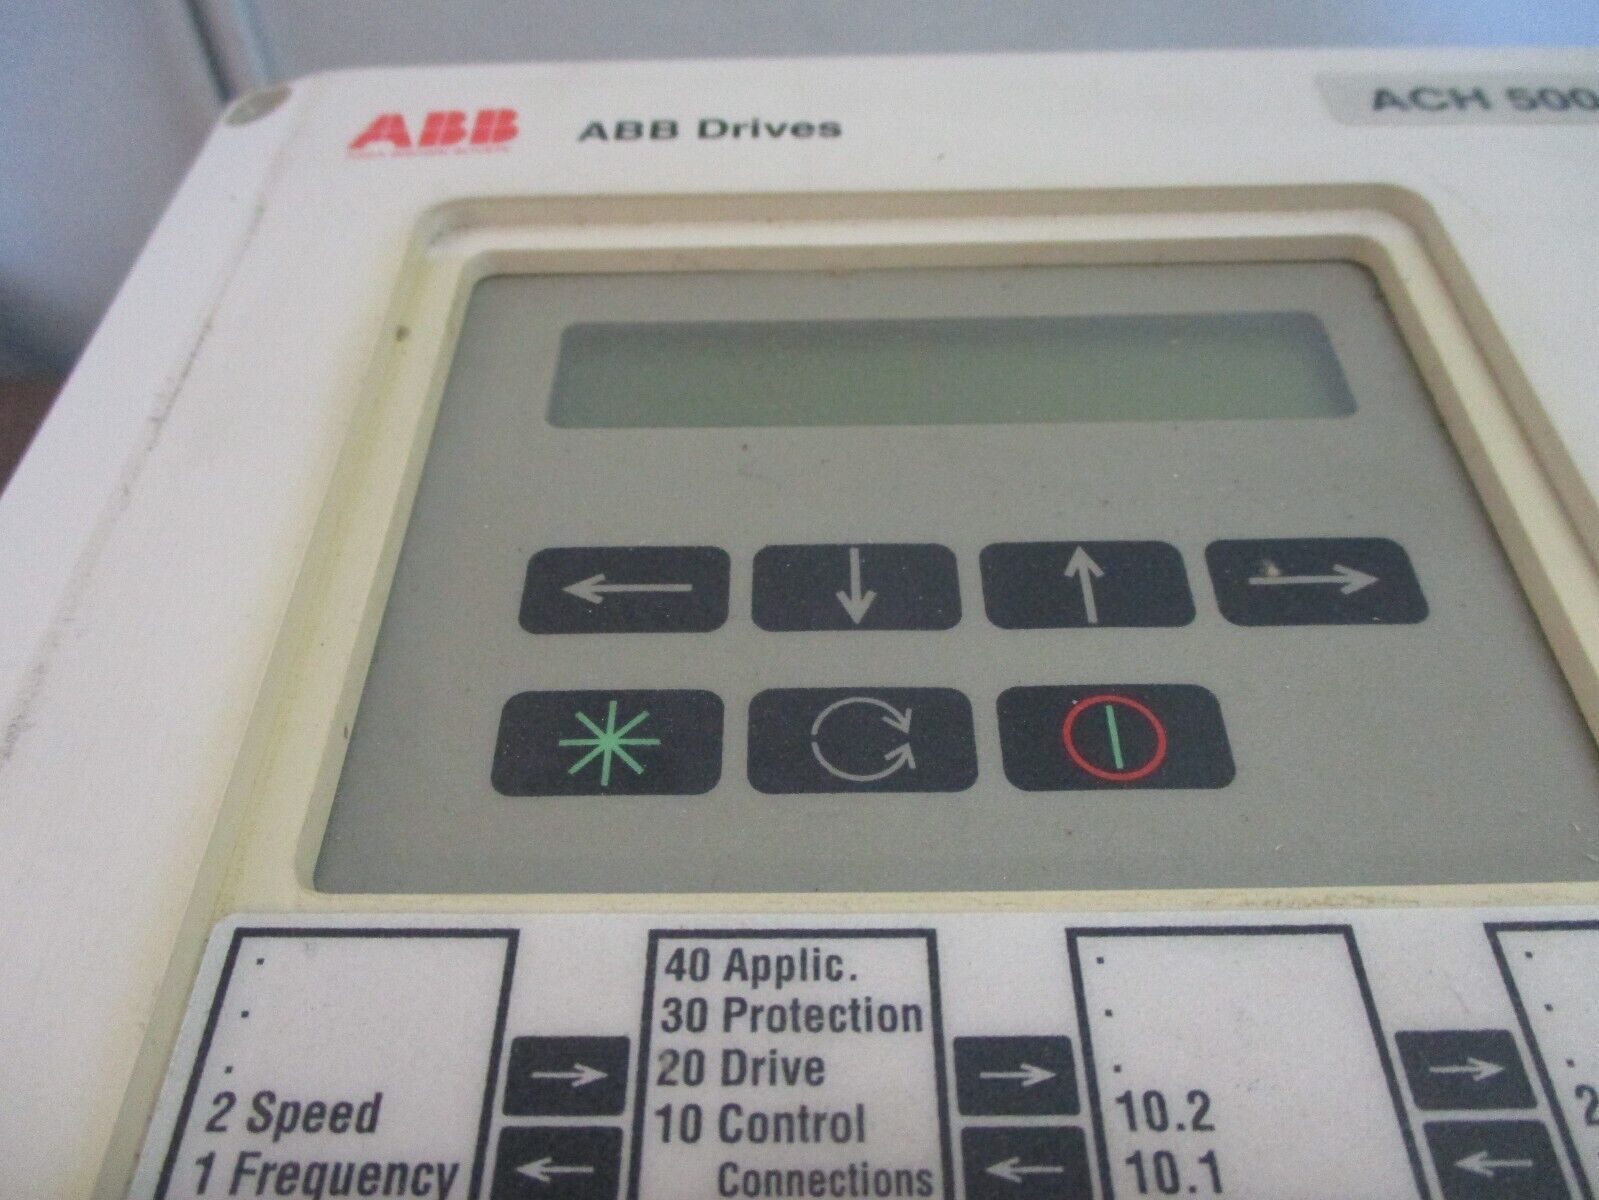 ABB
ABB Drives
ACH 500
2 Speed
1 Frequency
40 Applic.
30 Protection
20 Drive
10 Control
Connections
10.2
10.1
2